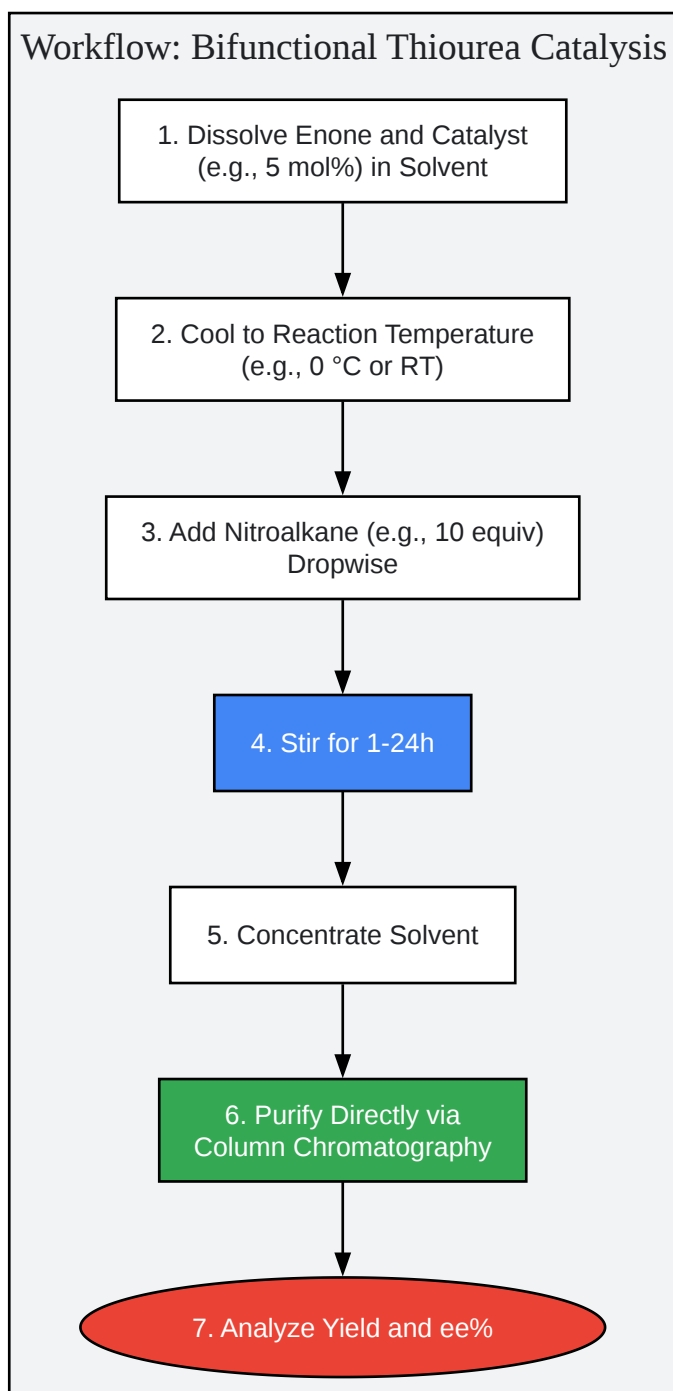 Workflow: Bifunctional Thiourea Catalysis
1. Dissolve Enone and Catalyst
(e.g., 5 mol%) in Solvent
2. Cool to Reaction Temperature
(e.g., 0 °C or RT)
3. Add Nitroalkane (e.g., 10 equiv)
Dropwise
4. Stir for 1-24h
5. Concentrate Solvent
6. Purify Directly via
Column Chromatography
7. Analyze Yield and ee%